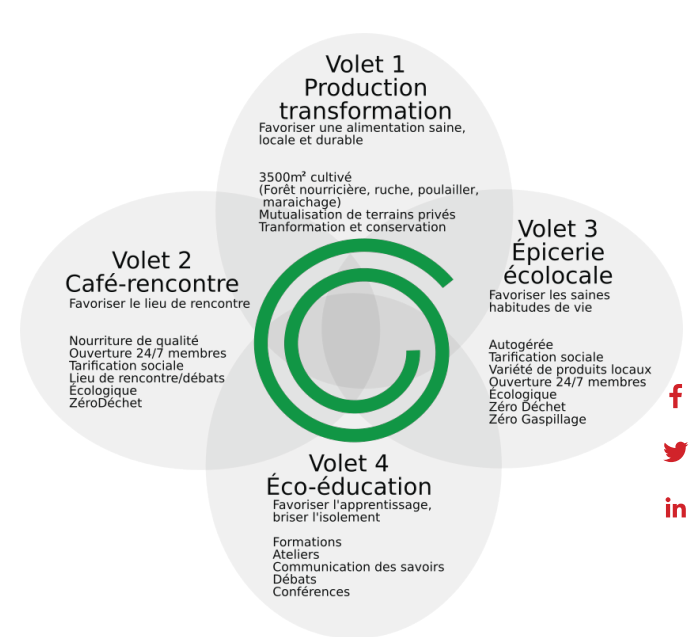 Volet 1
Production
transformation
Favoriser une alimentation saine,
locale et durable
3500m² cultivé
(Forêt nourricière, ruche, poulailler,
maraichage)
Mutualisation de terrains privés
Tranformation et conservation
Volet 2
Café-rencontre
Favoriser le lieu de rencontre
Nourriture de qualité
Ouverture 24/7 membres
Tarification sociale
Lieu de rencontre/débats
Écologique
ZéroDéchet
Volet 3
Épicerie
écolocale
Favoriser les saines
habitudes de vie
Autogérée
Tarification sociale
Variété de produits locaux
Ouverture 24/7 membres
Écologique
Zéro Déchet
Zéro Gaspillage
Volet 4
Éco-éducation
Favoriser l'apprentissage,
briser l'isolement
Formations
Ateliers
Communication des savoirs
Débats
Conférences